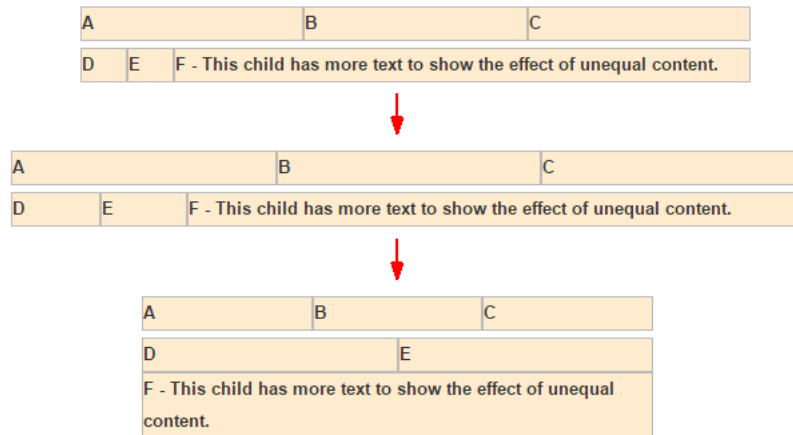 A B C
D E F - This child has more text to show the effect of unequal content.
A B C
D E F - This child has more text to show the effect of unequal content.
A B C
D E
F - This child has more text to show the effect of unequal
content.